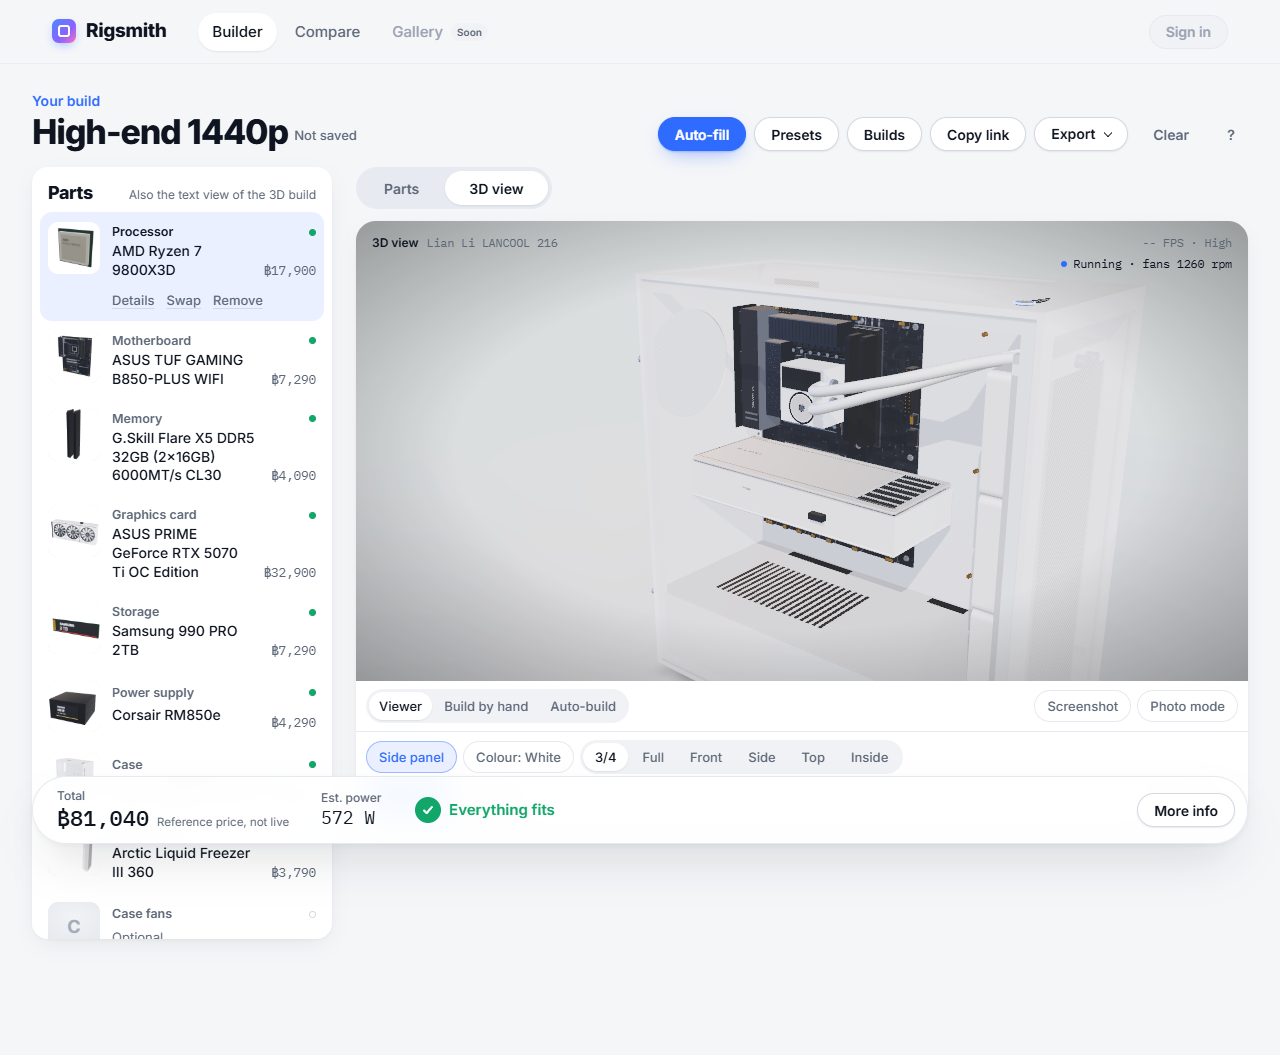 Rigsmith
Builder
Compare
Gallery Soon
Sign in
Your build
High-end 1440p Not saved
Auto-fill
Presets
Builds
Copy link
Export
Clear
?
Parts
Also the text view of the 3D build
Processor
AMD Ryzen 7
9800X3D
฿17,900
Details Swap Remove
Motherboard
ASUS TUF GAMING
B850-PLUS WIFI
฿7,290
Memory
G.Skill Flare X5 DDR5
32GB (2×16GB)
6000MT/s CL30
฿4,090
Graphics card
ASUS PRIME
GeForce RTX 5070
Ti OC Edition
฿32,900
Storage
Samsung 990 PRO
2TB
฿7,290
Power supply
Corsair RM850e
฿4,290
Case
Arctic Liquid Freezer
III 360
฿3,790
C
Case fans
Optional
Parts
3D view
3D view Lian Li LANCOOL 216
-- FPS · High
Running · fans 1260 rpm
Viewer
Build by hand
Auto-build
Screenshot
Photo mode
Side panel
Colour: White
3/4
Full
Front
Side
Top
Inside
Total
฿81,040 Reference price, not live
Est. power
572 W
Everything fits
More info